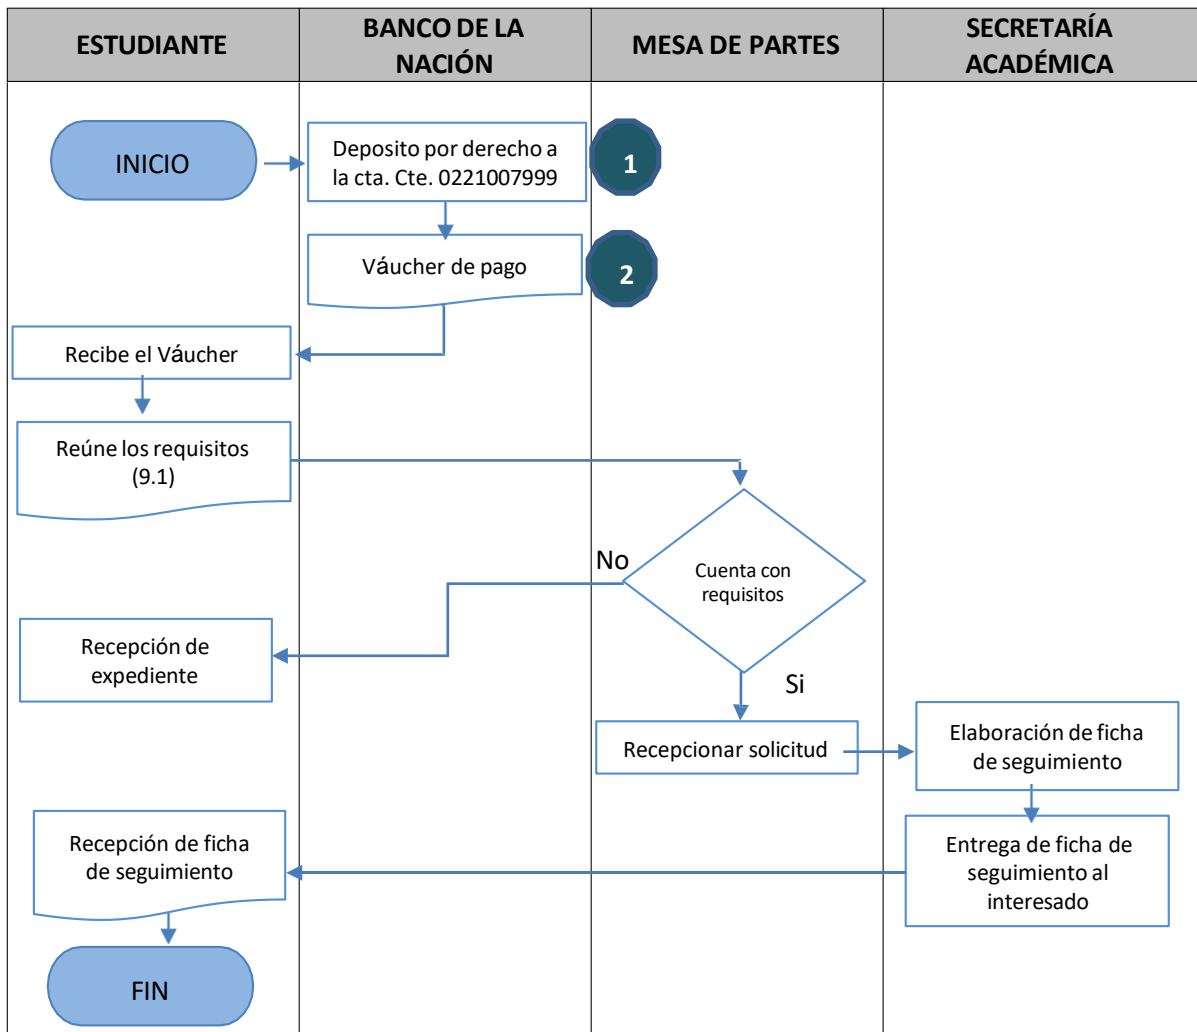 ESTUDIANTE
BANCO DE LA
NACIÓN
MESA DE PARTES
SECRETARÍA
ACADÉMICA
INICIO
Deposito por derecho a
la cta. Cte. 0221007999
1
Váucher de pago
2
Recibe el Váucher
Reúne los requisitos
(9.1)
Cuenta con
requisitos
No
Recepción de
expediente
Si
Recepcionar solicitud
Elaboración de ficha
de seguimiento
Entrega de ficha de
seguimiento al
interesado
Recepción de ficha
de seguimiento
FIN